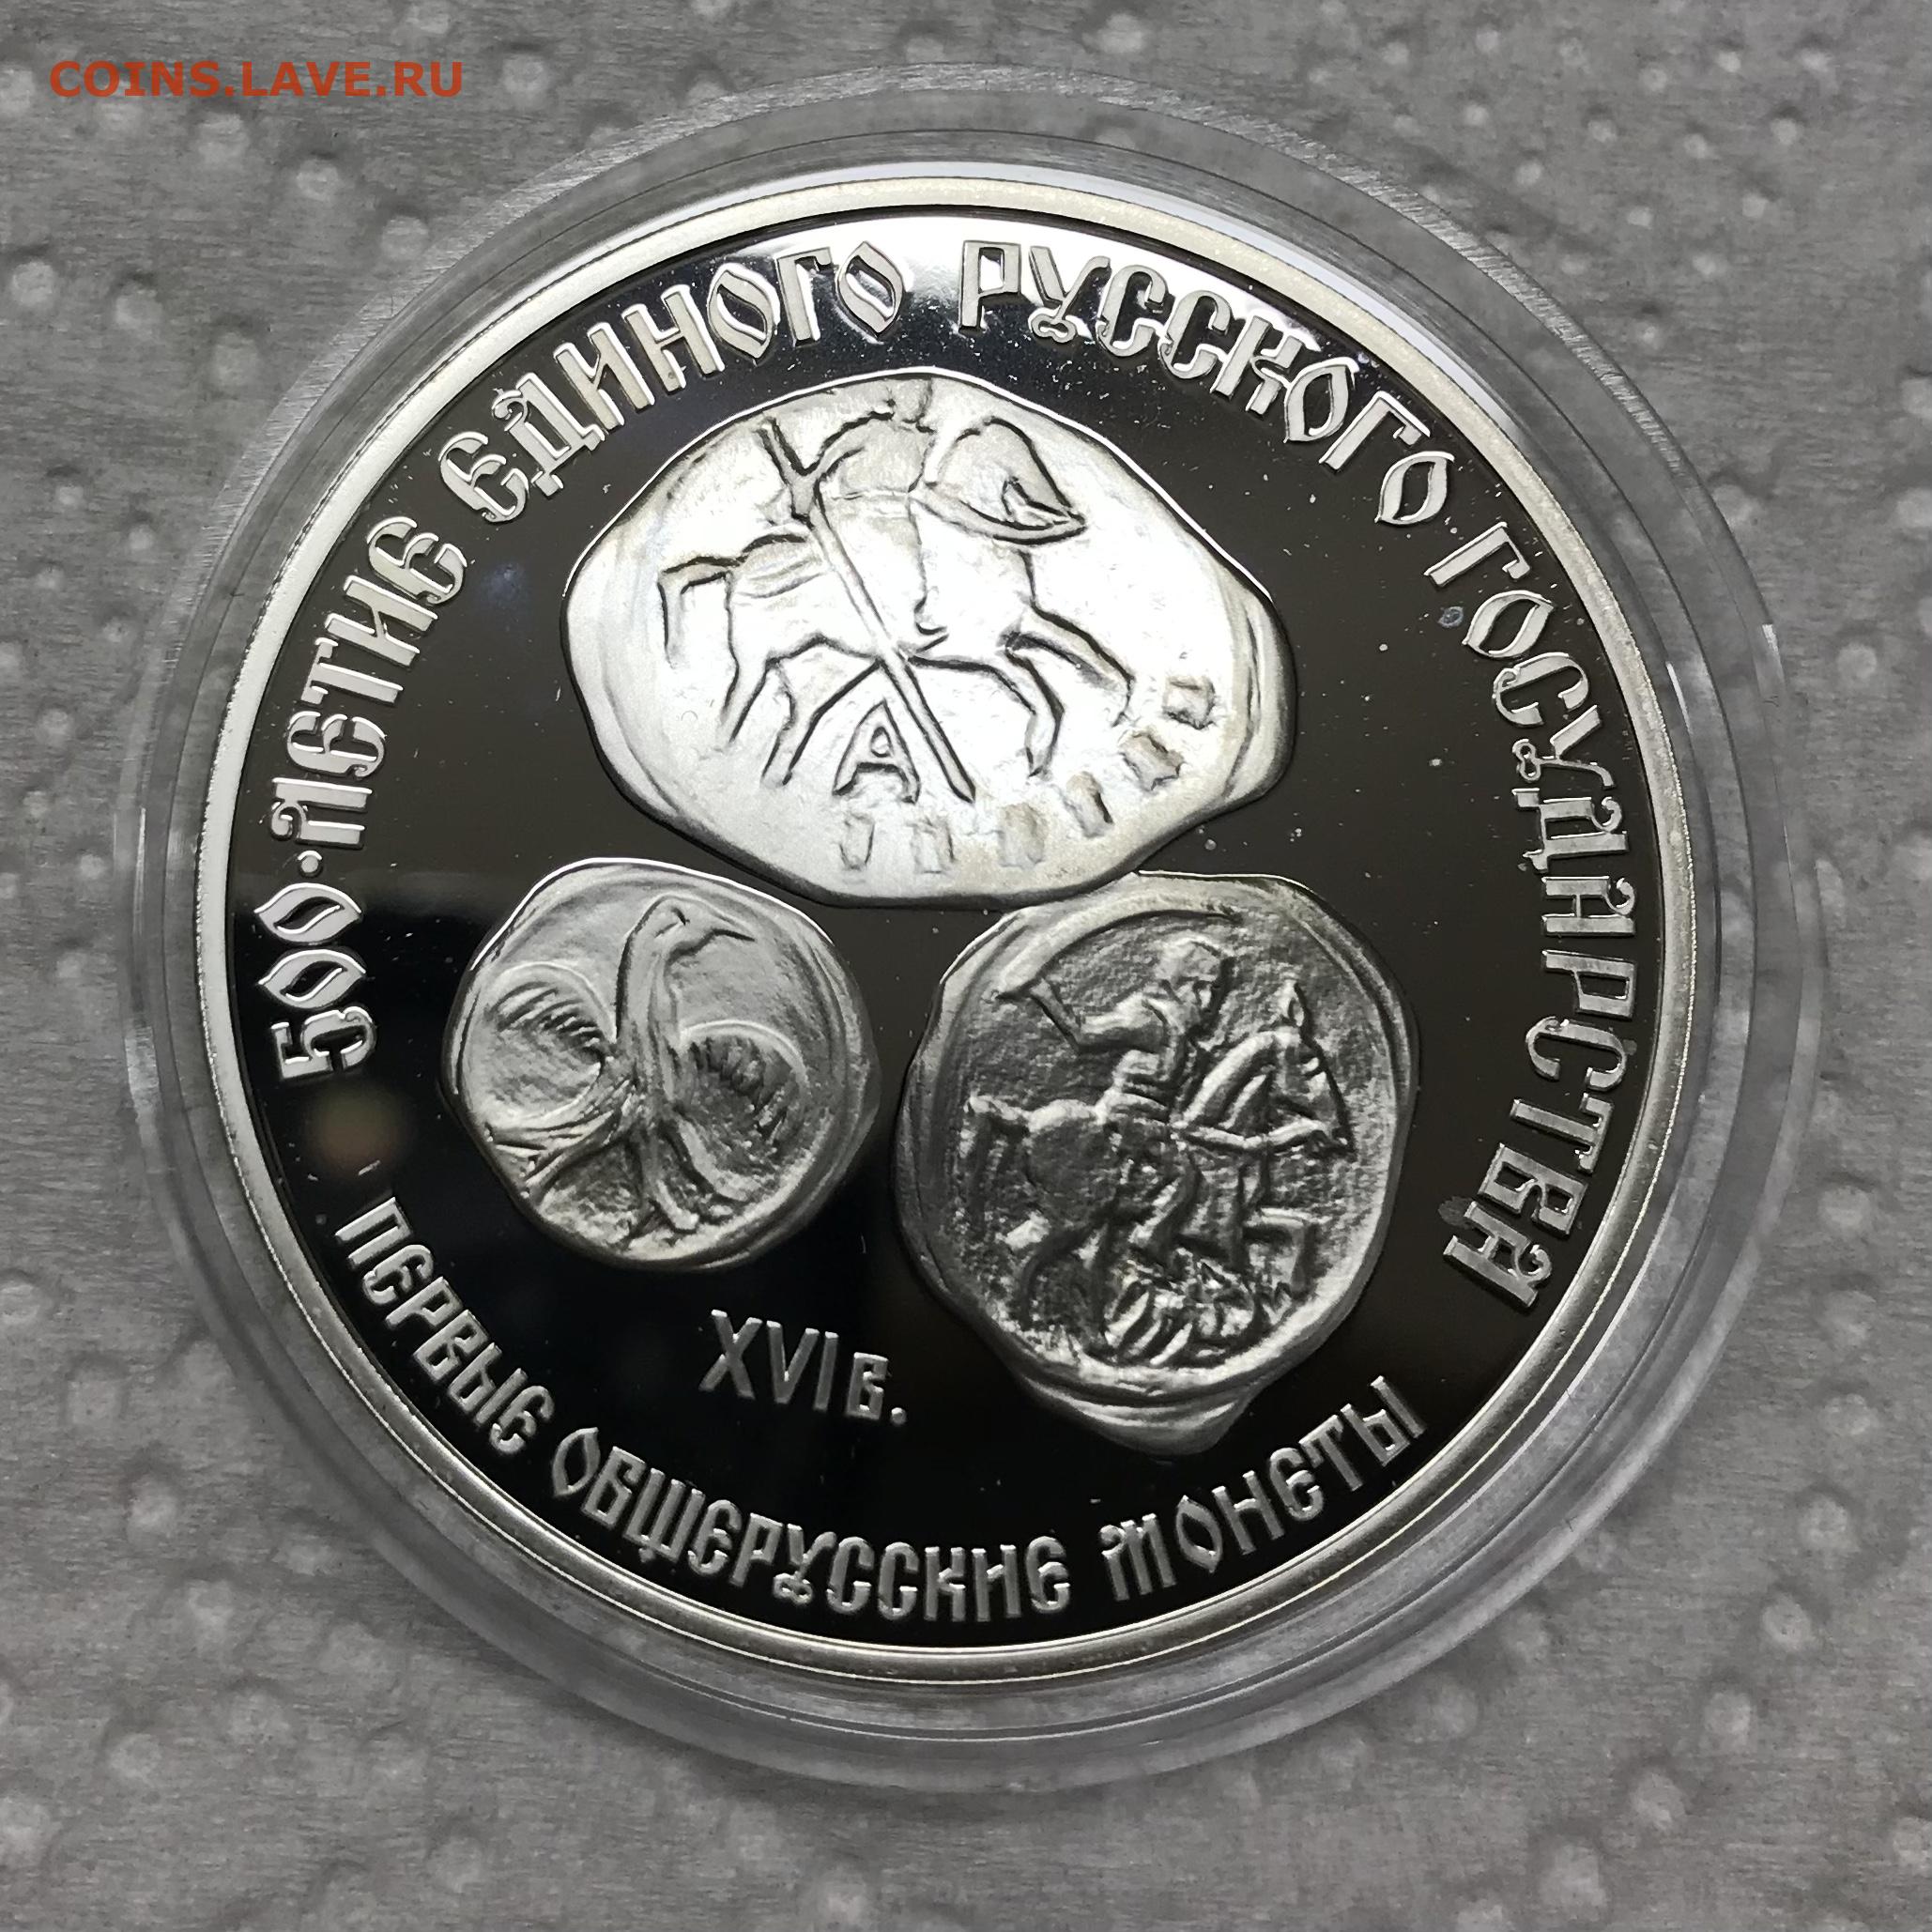 COINS.LAVE.RU
500-ЛЕТИЕ ЕДИНОГО РУССКОГО ГОСУДАРСТВА
А
XVI в.
ПЕРВЫЕ ОБЩЕРУССКИЕ МОНЕТЫ